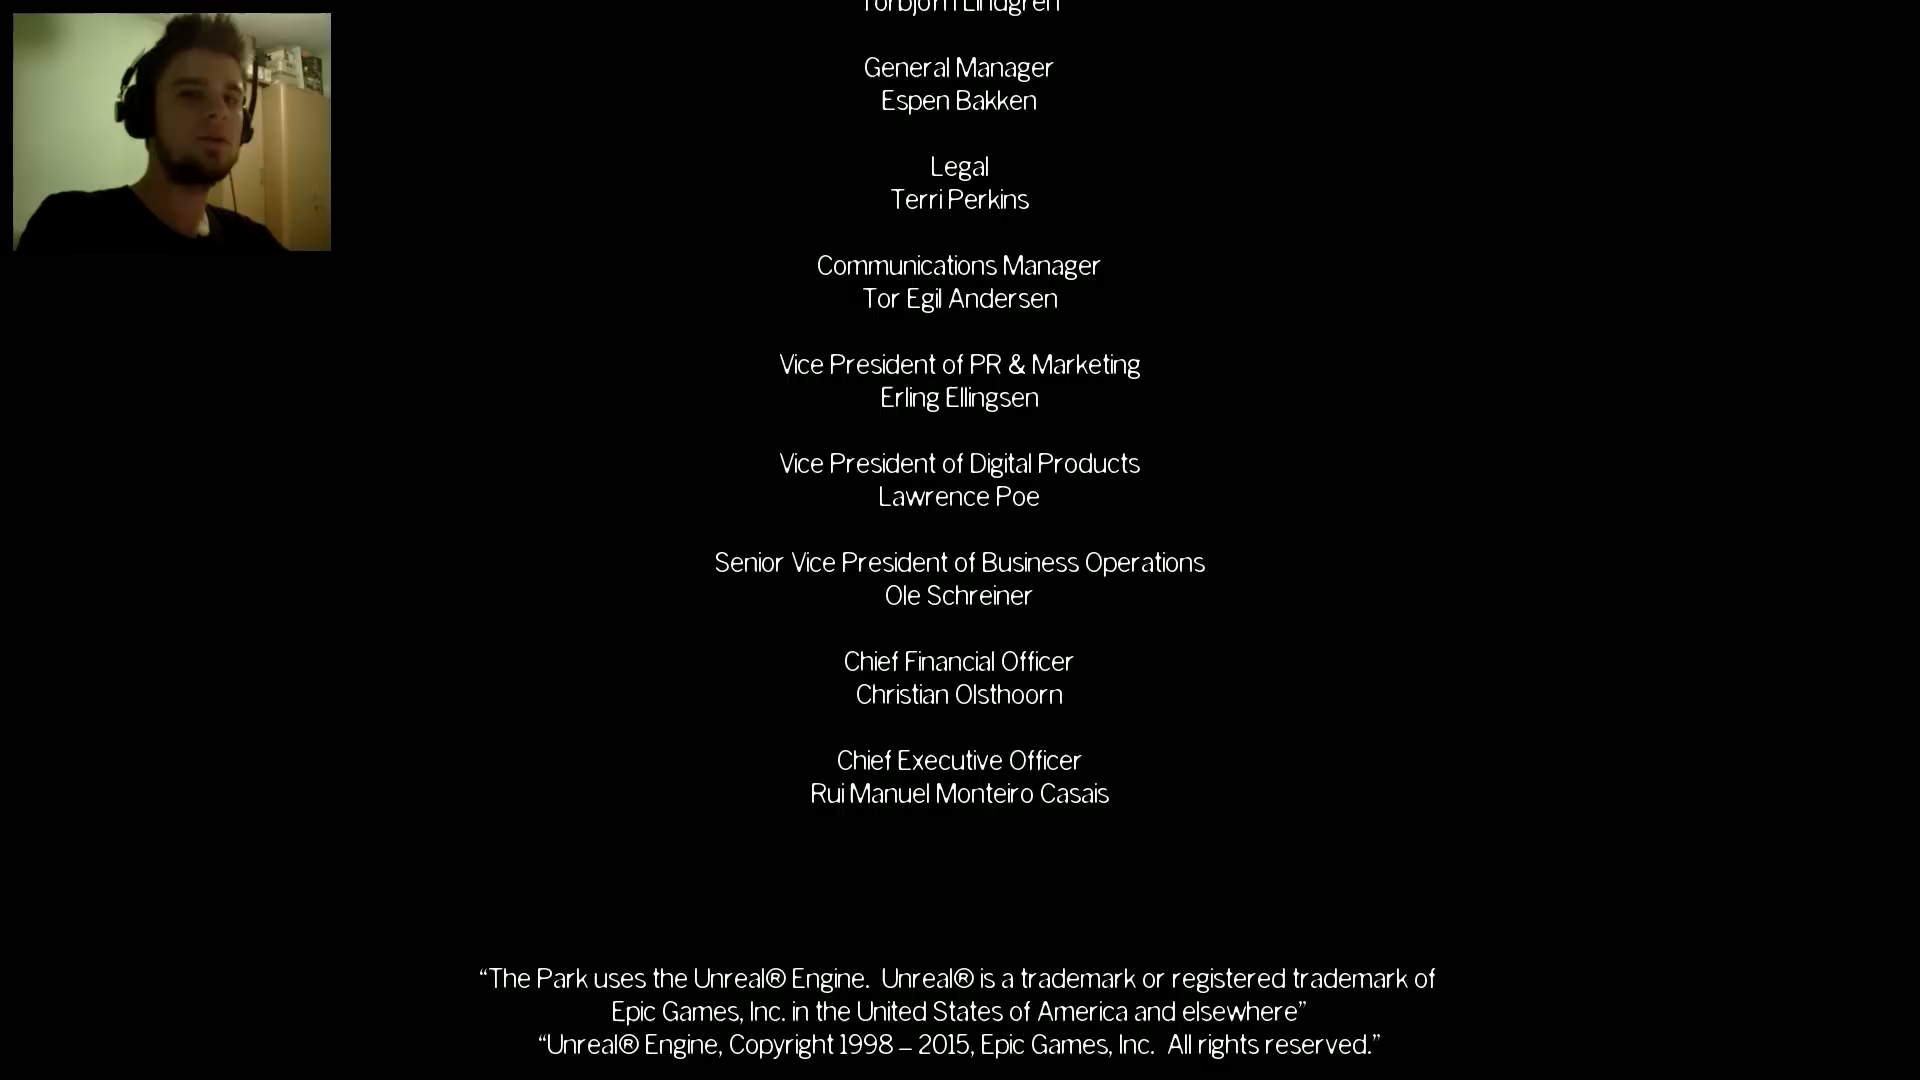 Torbjörn Lindgren
General Manager
Espen Bakken
Legal
Terri Perkins
Communications Manager
Tor Egil Andersen
Vice President of PR & Marketing
Erling Ellingsen
Vice President of Digital Products
Lawrence Poe
Senior Vice President of Business Operations
Ole Schreiner
Chief Financial Officer
Christian Olsthoorn
Chief Executive Officer
Rui Manuel Monteiro Casais
“The Park uses the Unreal® Engine.  Unreal® is a trademark or registered trademark of
Epic Games, Inc. in the United States of America and elsewhere”
“Unreal® Engine, Copyright 1998 – 2015, Epic Games, Inc.  All rights reserved.”